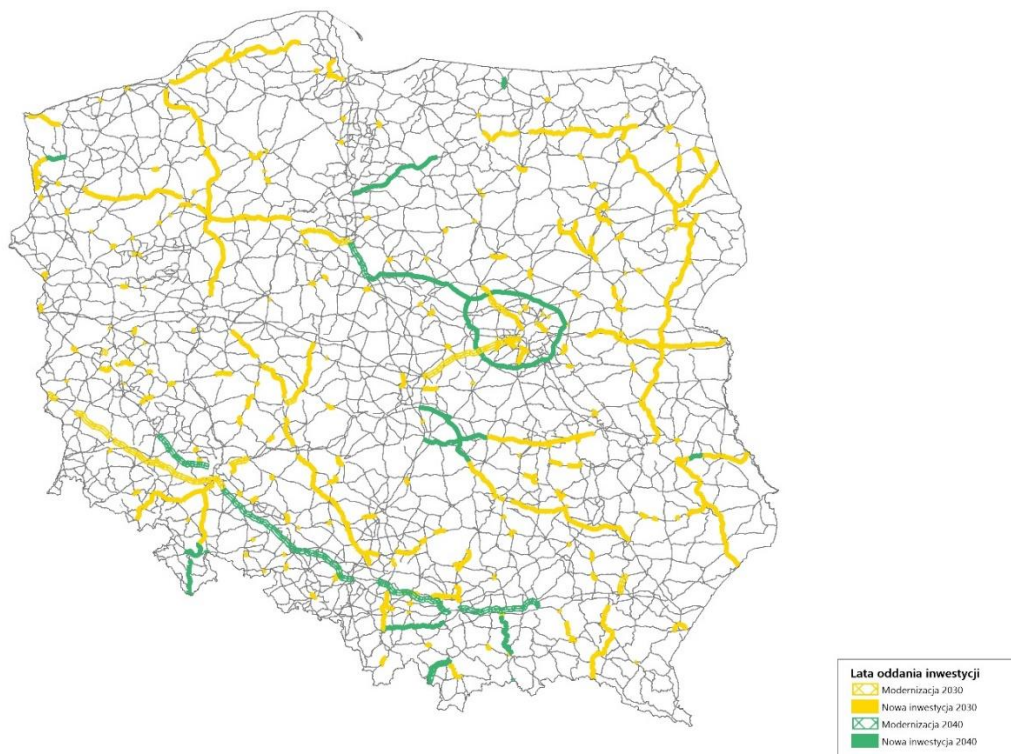 Lata oddania inwestycji
Modernizacja 2030
Nowa inwestycja 2030
Modernizacja 2040
Nowa inwestycja 2040